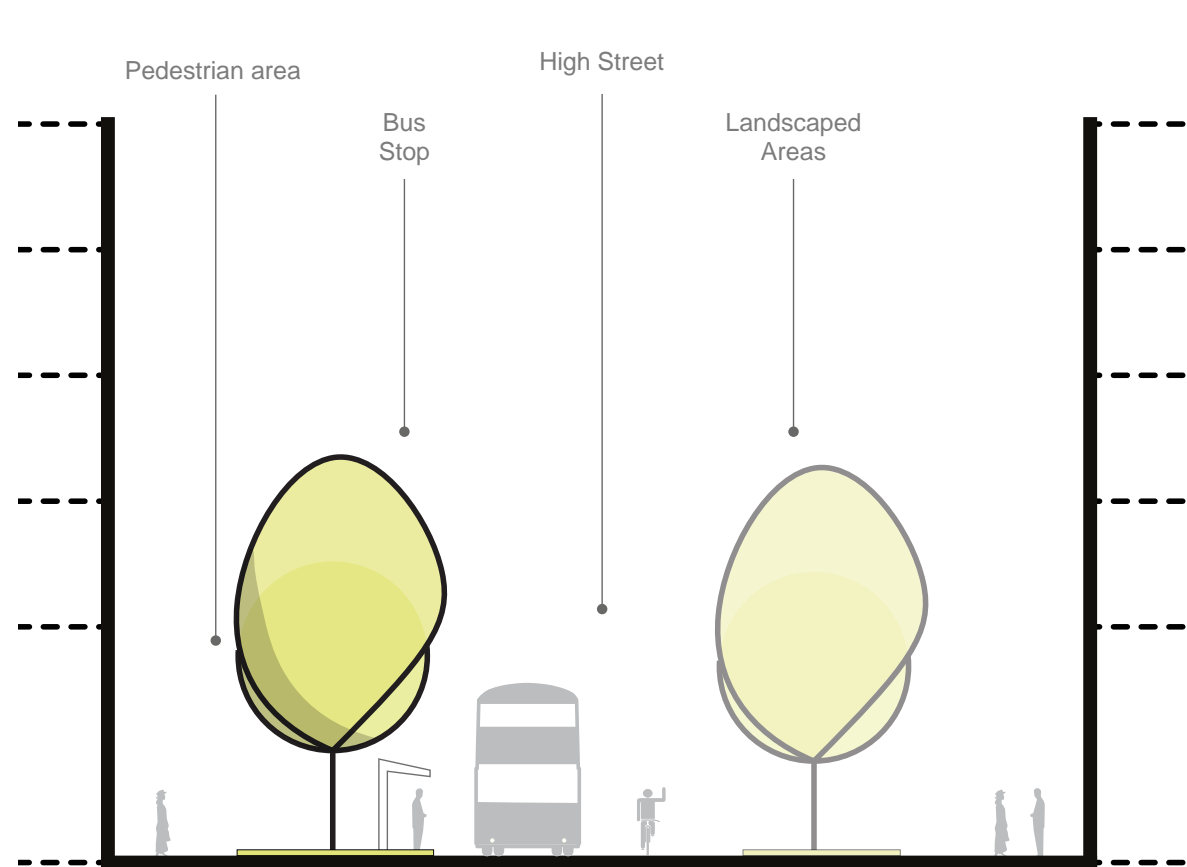 Pedestrian area
High Street
Bus
Stop
Landscaped
Areas